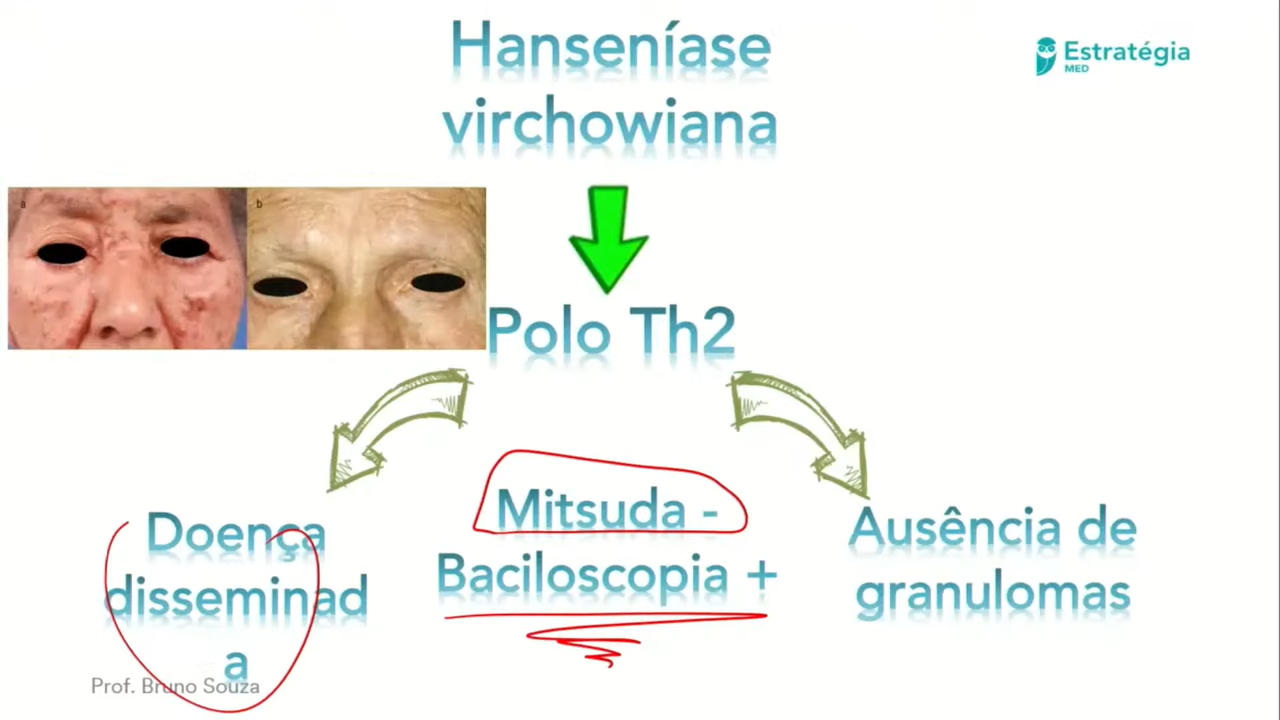 Hanseníase
virchowiana
Estratégia
MED
a
b
Polo Th2
Doença
disseminad
a
Mitsuda -
Baciloscopia +
Ausência de
granulomas
Prof. Bruno Souza